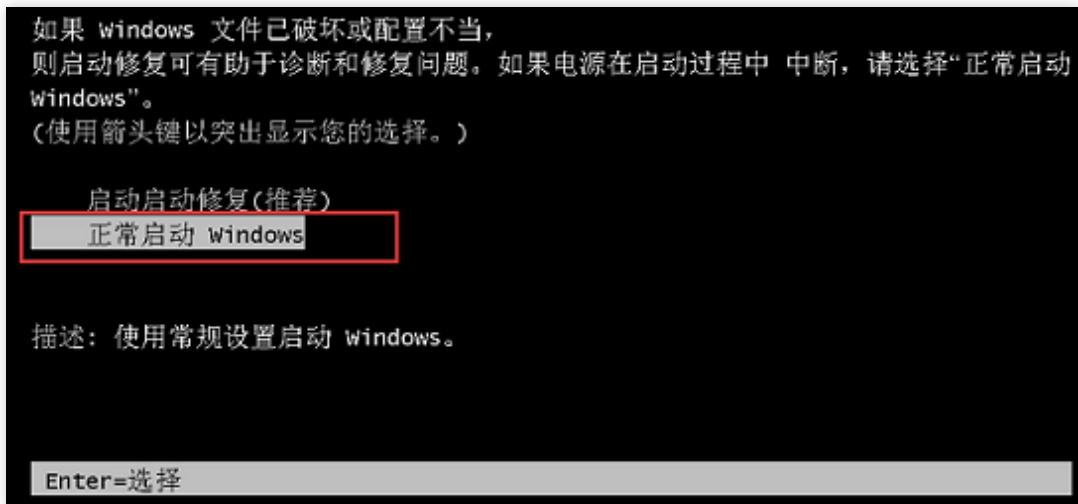 如果 Windows 文件已破坏或配置不当，
则启动修复可有助于诊断和修复问题。如果电源在启动过程中 中断，请选择“正常启动
Windows”。
(使用箭头键以突出显示您的选择。)
启动启动修复(推荐)
正常启动 Windows
描述: 使用常规设置启动 Windows。
Enter=选择